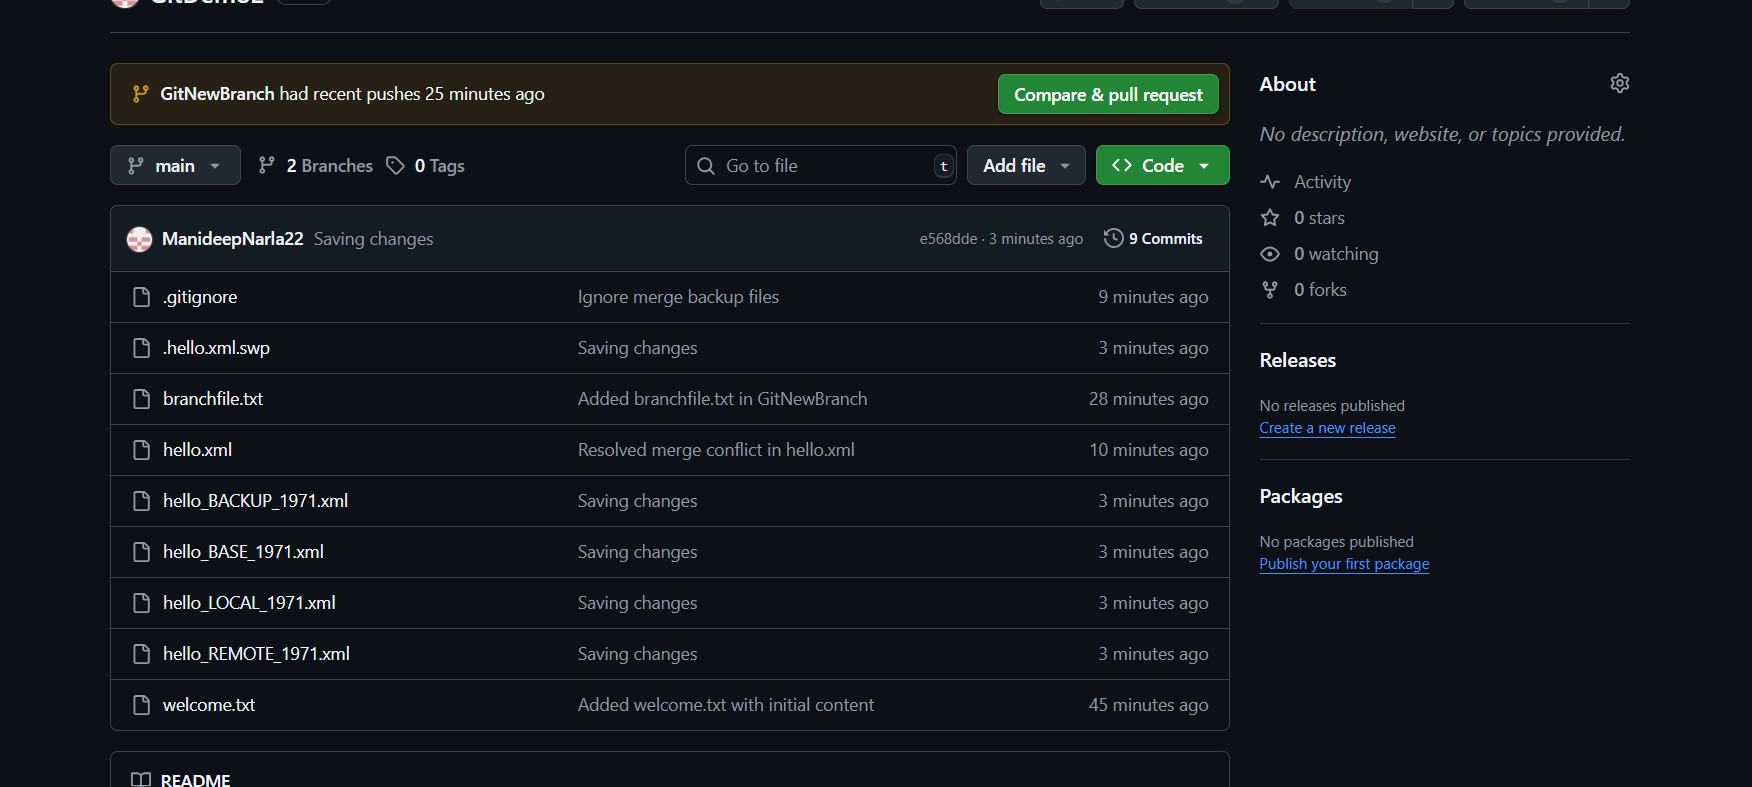 GitNewBranch had recent pushes 25 minutes ago
Compare & pull request
main
2 Branches
0 Tags
Go to file
t
Add file
Code
ManideepNarla22 Saving changes
e568dde · 3 minutes ago
9 Commits
.gitignore Ignore merge backup files 9 minutes ago
.hello.xml.swp Saving changes 3 minutes ago
branchfile.txt Added branchfile.txt in GitNewBranch 28 minutes ago
hello.xml Resolved merge conflict in hello.xml 10 minutes ago
hello_BACKUP_1971.xml Saving changes 3 minutes ago
hello_BASE_1971.xml Saving changes 3 minutes ago
hello_LOCAL_1971.xml Saving changes 3 minutes ago
hello_REMOTE_1971.xml Saving changes 3 minutes ago
welcome.txt Added welcome.txt with initial content 45 minutes ago
README
About
No description, website, or topics provided.
Activity
0 stars
0 watching
0 forks
Releases
No releases published
Create a new release
Packages
No packages published
Publish your first package